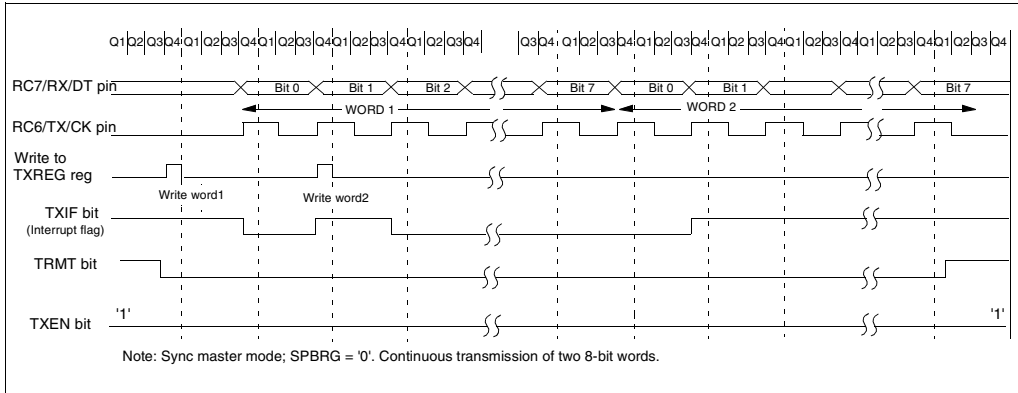 Q1 Q2 Q3 Q4 Q1 Q2 Q3 Q4 Q1 Q2 Q3 Q4 Q1 Q2 Q3 Q4 Q1 Q2 Q3 Q4 Q3 Q4 Q1 Q2 Q3 Q4 Q1 Q2 Q3 Q4 Q1 Q2 Q3 Q4 Q1 Q2 Q3 Q4 Q1 Q2 Q3 Q4 Q1 Q2 Q3 Q4
RC7/RX/DT pin Bit 0 Bit 1 Bit 2 Bit 7 Bit 0 Bit 1 Bit 7
WORD 1 WORD 2
RC6/TX/CK pin
Write to
TXREG reg
Write word1 Write word2
TXIF bit
(Interrupt flag)
TRMT bit
'1' '1'
TXEN bit
Note: Sync master mode; SPBRG = '0'. Continuous transmission of two 8-bit words.